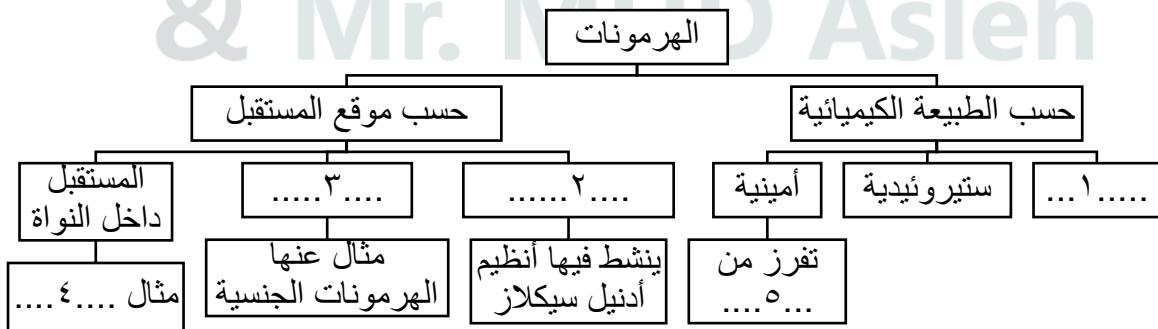 & Mr. MHD Asleh
الهرمونات
حسب الطبيعة الكيميائية
حسب موقع المستقبل
.....١...
ستيروئيدية
أمينية
....٢......
....٣.....
المستقبل
داخل النواة
تفرز من
...٥....
ينشط فيها أنظيم
أدنيل سيكلاز
مثال عنها
الهرمونات الجنسية
مثال ....٤....